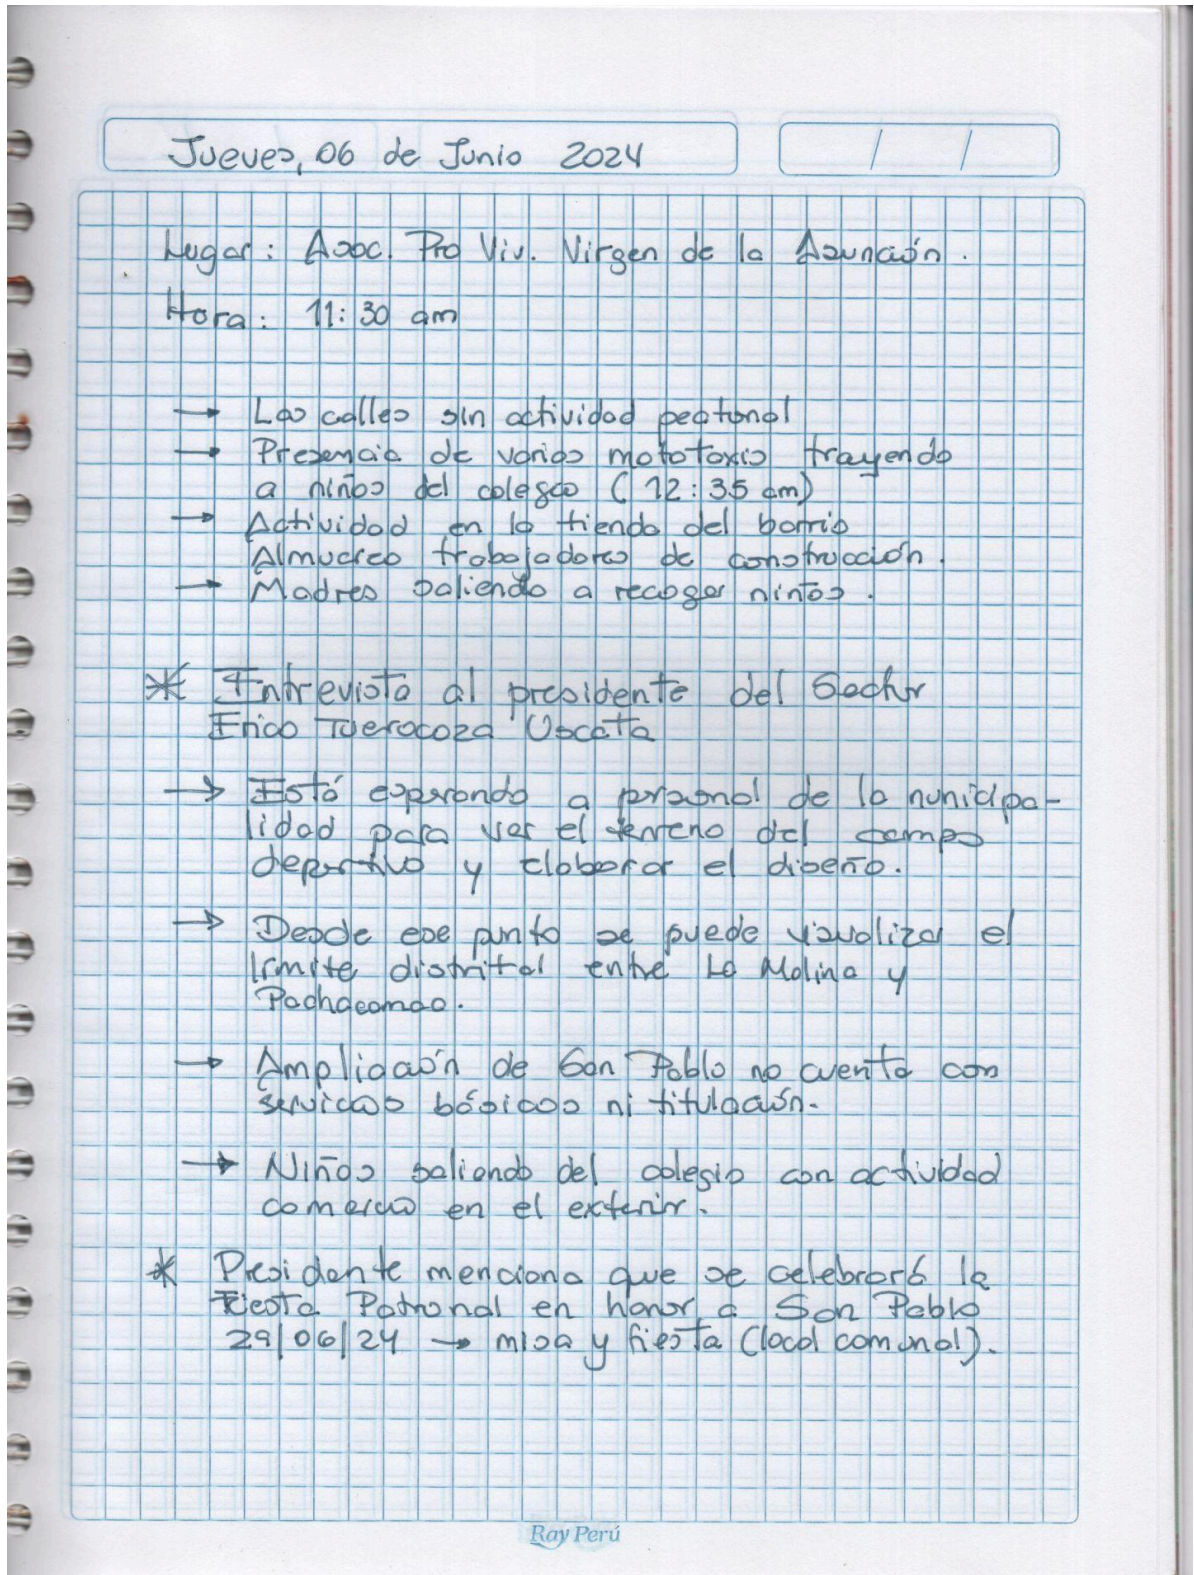 Jueves, 06 de Junio 2024
/ /
Lugar: Asoc. Pro Viv. Virgen de la Asunción.
Hora: 11:30 am
→ Las calles sin actividad peatonal
→ Presencia de varios mototaxis trayendo
a niños del colegio (12:35 am)
→ Actividad en la tienda del barrio
Almuerzo trabajadores de construcción.
→ Madres saliendo a recoger niños.
* Entrevista al presidente del Sector
→ Está esperando a personal de la municipa-
lidad para ver el terreno del campo
deportivo y elaborar el diseño.
→ Desde ese punto se puede visualizar el
límite distrital entre La Molina y
Pachacamac.
→ Ampliación de San Pablo no cuenta con
servicios básicos ni titulación.
→ Niños saliendo del colegio con actividad
comercio en el exterior.
* Presidente menciona que se celebrará la
Fiesta Patronal en honor a San Pablo
29/06/24 → misa y fiesta (local comunal).
Ray Perú